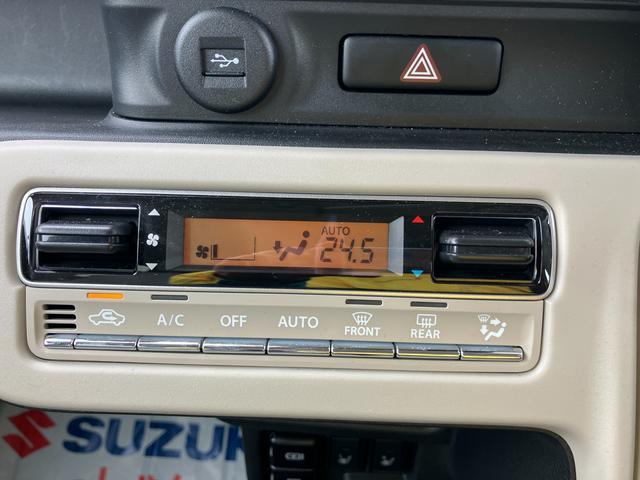 AUTO
24.5
A/C OFF AUTO FRONT REAR
SUZUKI